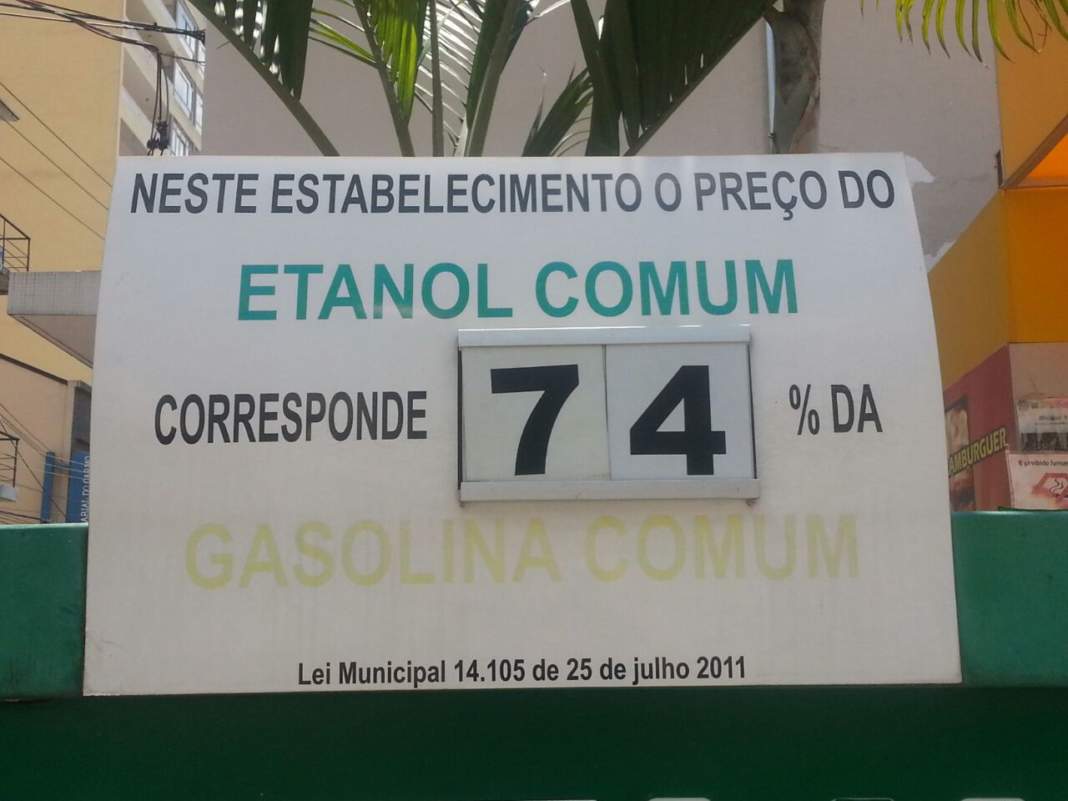 NESTE ESTABELECIMENTO O PREÇO DO
ETANOL COMUM
CORRESPONDE 74 % DA
GASOLINA COMUM
Lei Municipal 14.105 de 25 de julho 2011
AMBURGUER